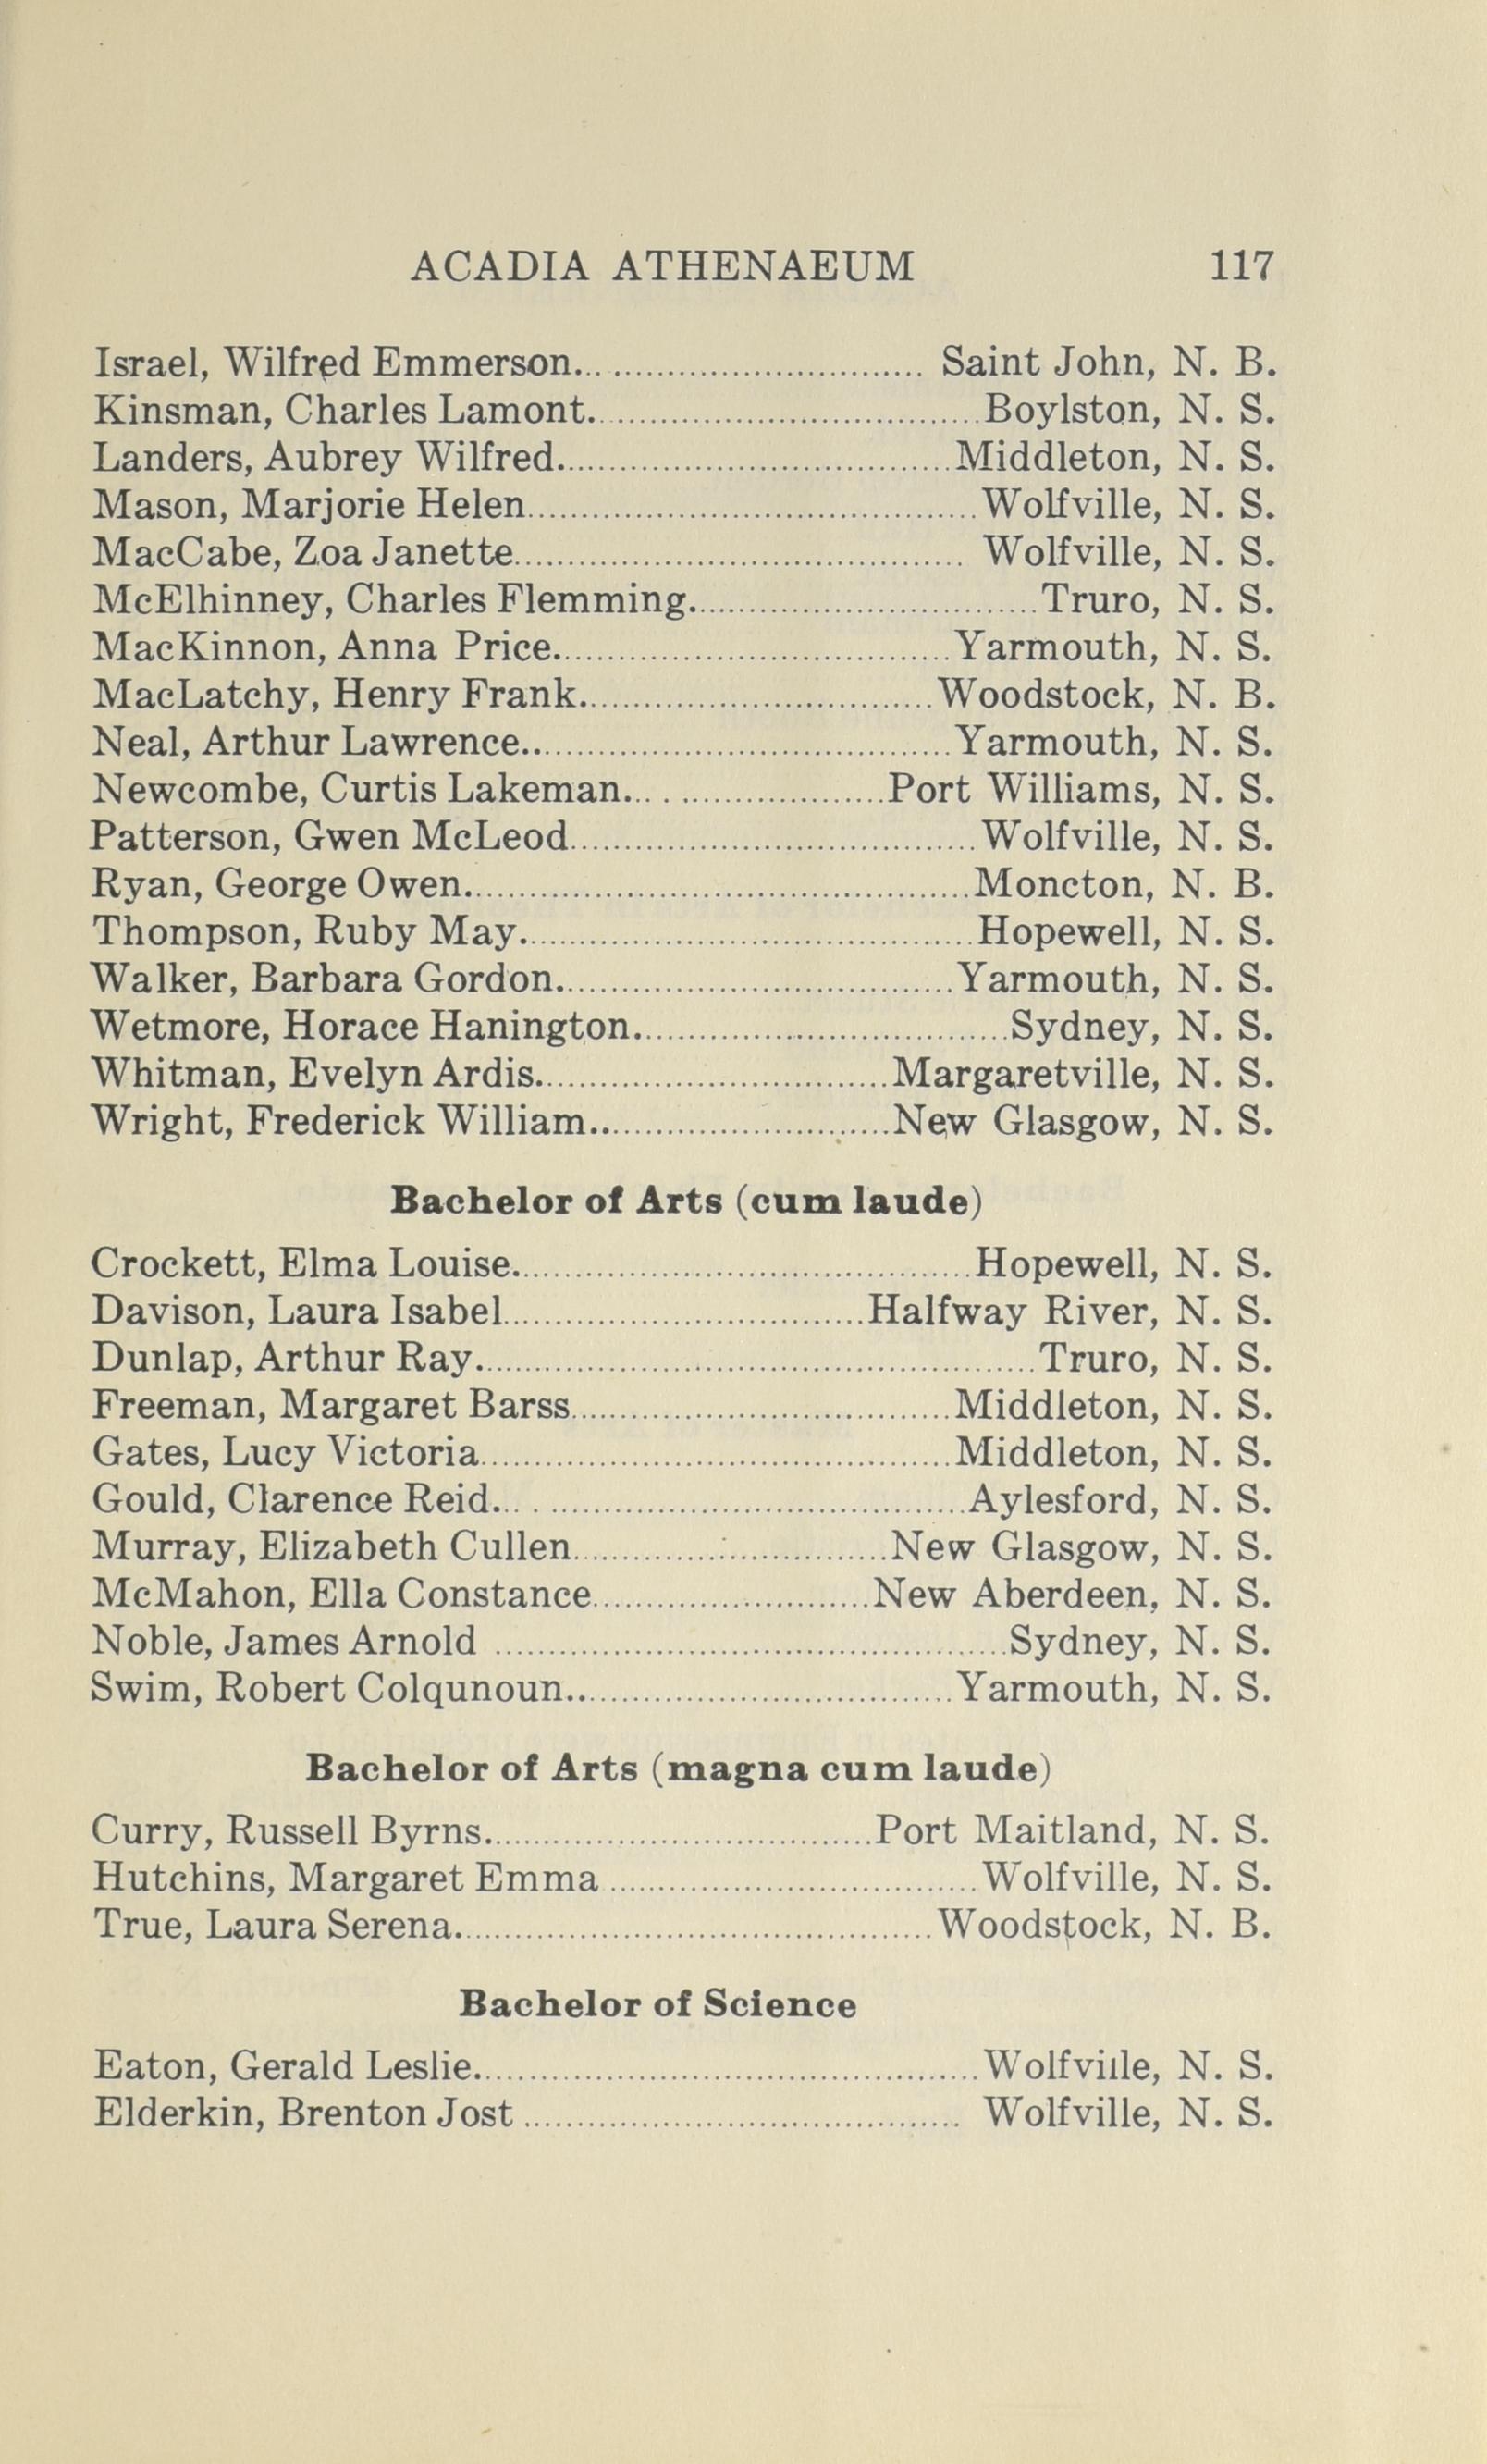 ACADIA ATHENAEUM 117
Israel, Wilfred Emmerson................................ Saint John, N. B.
Kinsman, Charles Lamont................................Boylston, N. S.
Landers, Aubrey Wilfred................................Middleton, N. S.
Mason, Marjorie Helen................................Wolfville, N. S.
MacCabe, Zoa Janette................................ Wolfville, N. S.
McElhinney, Charles Flemming................................Truro, N. S.
MacKinnon, Anna Price................................Yarmouth, N. S.
MacLatchy, Henry Frank................................Woodstock, N. B.
Neal, Arthur Lawrence................................Yarmouth, N. S.
Newcombe, Curtis Lakeman................................Port Williams, N. S.
Patterson, Gwen McLeod................................Wolfville, N. S.
Ryan, George Owen................................Moncton, N. B.
Thompson, Ruby May................................Hopewell, N. S.
Walker, Barbara Gordon................................Yarmouth, N. S.
Wetmore, Horace Hanington................................Sydney, N. S.
Whitman, Evelyn Ardis................................Margaretville, N. S.
Wright, Frederick William................................New Glasgow, N. S.
Bachelor of Arts (cum laude)
Crockett, Elma Louise................................Hopewell, N. S.
Davison, Laura Isabel................................Halfway River, N. S.
Dunlap, Arthur Ray................................Truro, N. S.
Freeman, Margaret Barss................................Middleton, N. S.
Gates, Lucy Victoria................................Middleton, N. S.
Gould, Clarence Reid................................Aylesford, N. S.
Murray, Elizabeth Cullen................................New Glasgow, N. S.
McMahon, Ella Constance................................New Aberdeen, N. S.
Noble, James Arnold ................................Sydney, N. S.
Swim, Robert Colqunoun................................Yarmouth, N. S.
Bachelor of Arts (magna cum laude)
Curry, Russell Byrns................................Port Maitland, N. S.
Hutchins, Margaret Emma................................Wolfville, N. S.
True, Laura Serena................................Woodstock, N. B.
Bachelor of Science
Eaton, Gerald Leslie................................Wolfville, N. S.
Elderkin, Brenton Jost................................ Wolfville, N. S.